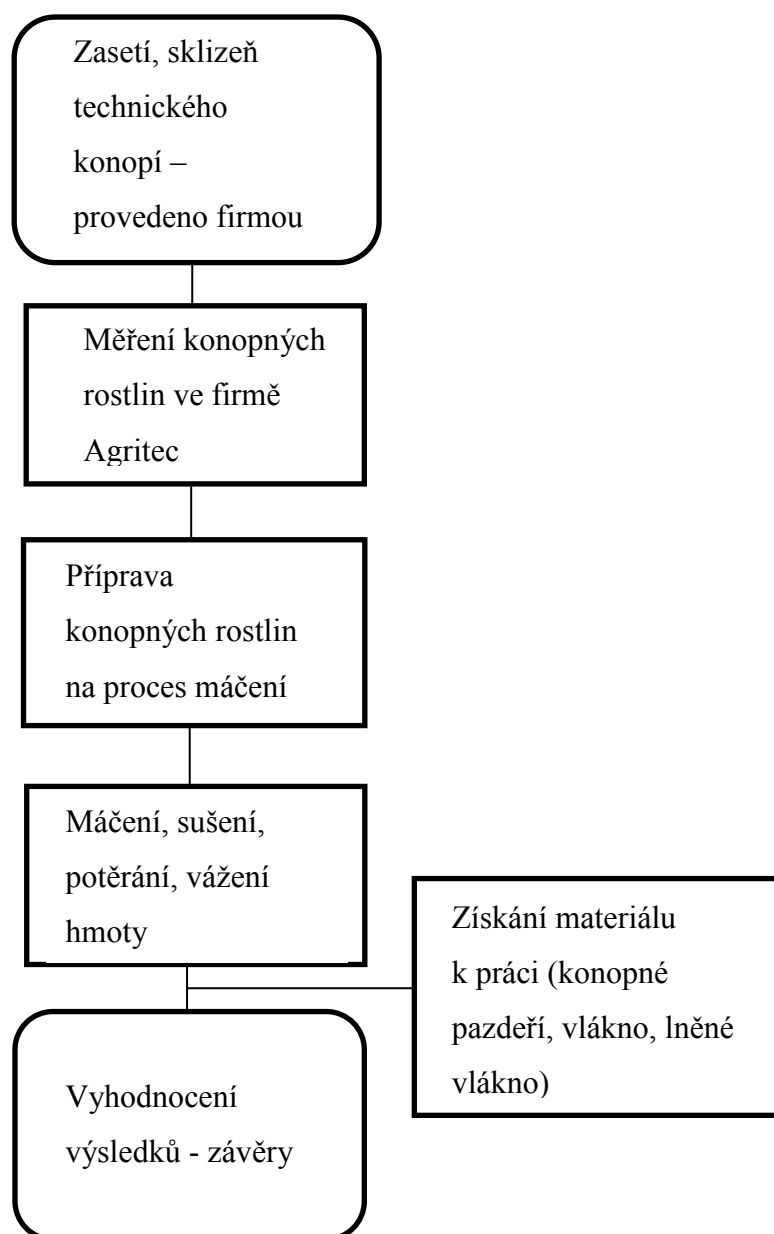 Zasetí, sklizeň
technického
konopí –
provedeno firmou
Měření konopných
rostlin ve firmě
Agritec
Příprava
konopných rostlin
na proces máčení
Máčení, sušení,
potěrání, vážení
hmoty
Získání materiálu
k práci (konopné
pazdeří, vlákno, lněné
vlákno)
Vyhodnocení
výsledků - závěry